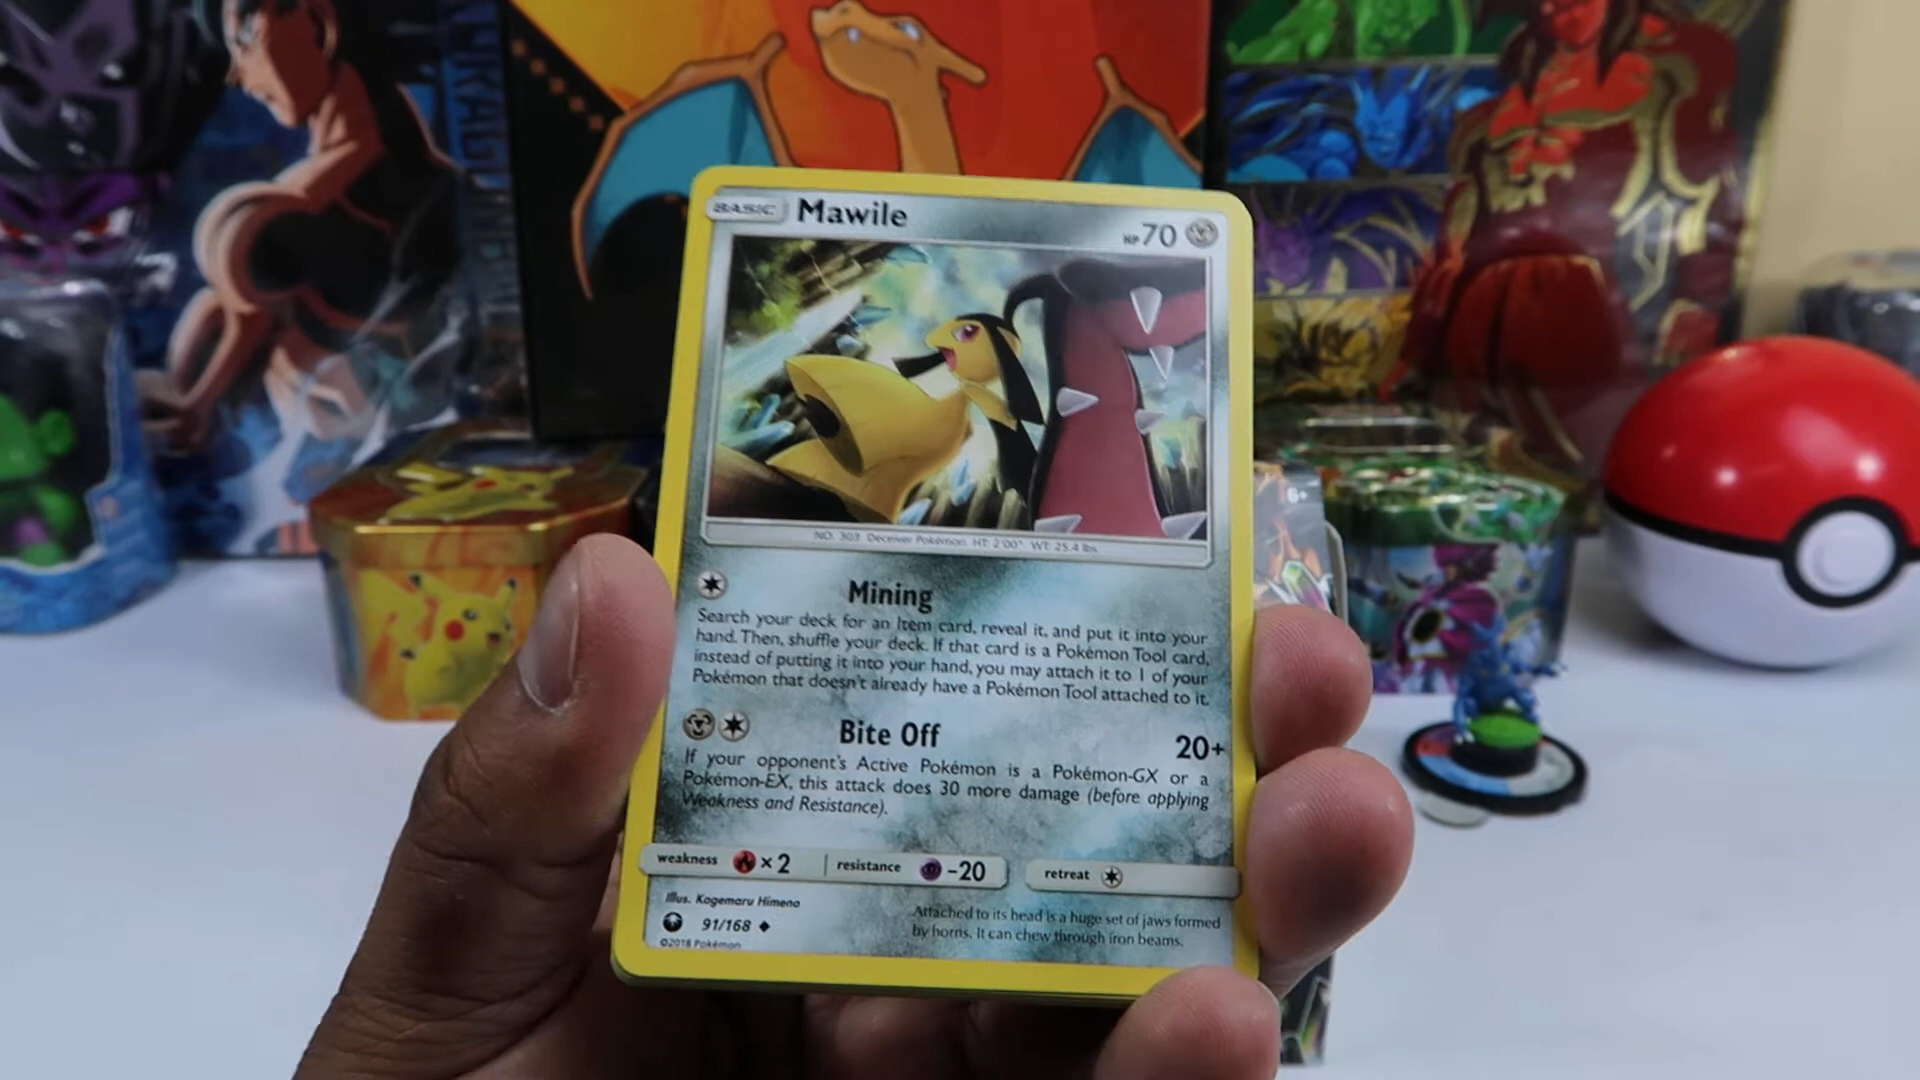 BASIC Mawile HP70
NO. 303 Deceiver Pokémon HT: 2'00" WT: 25.4 lbs.
Mining
Search your deck for an Item card, reveal it, and put it into your
hand. Then, shuffle your deck. If that card is a Pokémon Tool card,
instead of putting it into your hand, you may attach it to 1 of your
Pokémon that doesn't already have a Pokémon Tool attached to it.
Bite Off 20+
If your opponent's Active Pokémon is a Pokémon-GX or a
Pokémon-EX, this attack does 30 more damage (before applying
Weakness and Resistance).
weakness ×2 resistance -20 retreat
Illus. Kagemaru Himeno
91/168
©2018 Pokémon
Attached to its head is a huge set of jaws formed
by horns. It can chew through iron beams.
6+